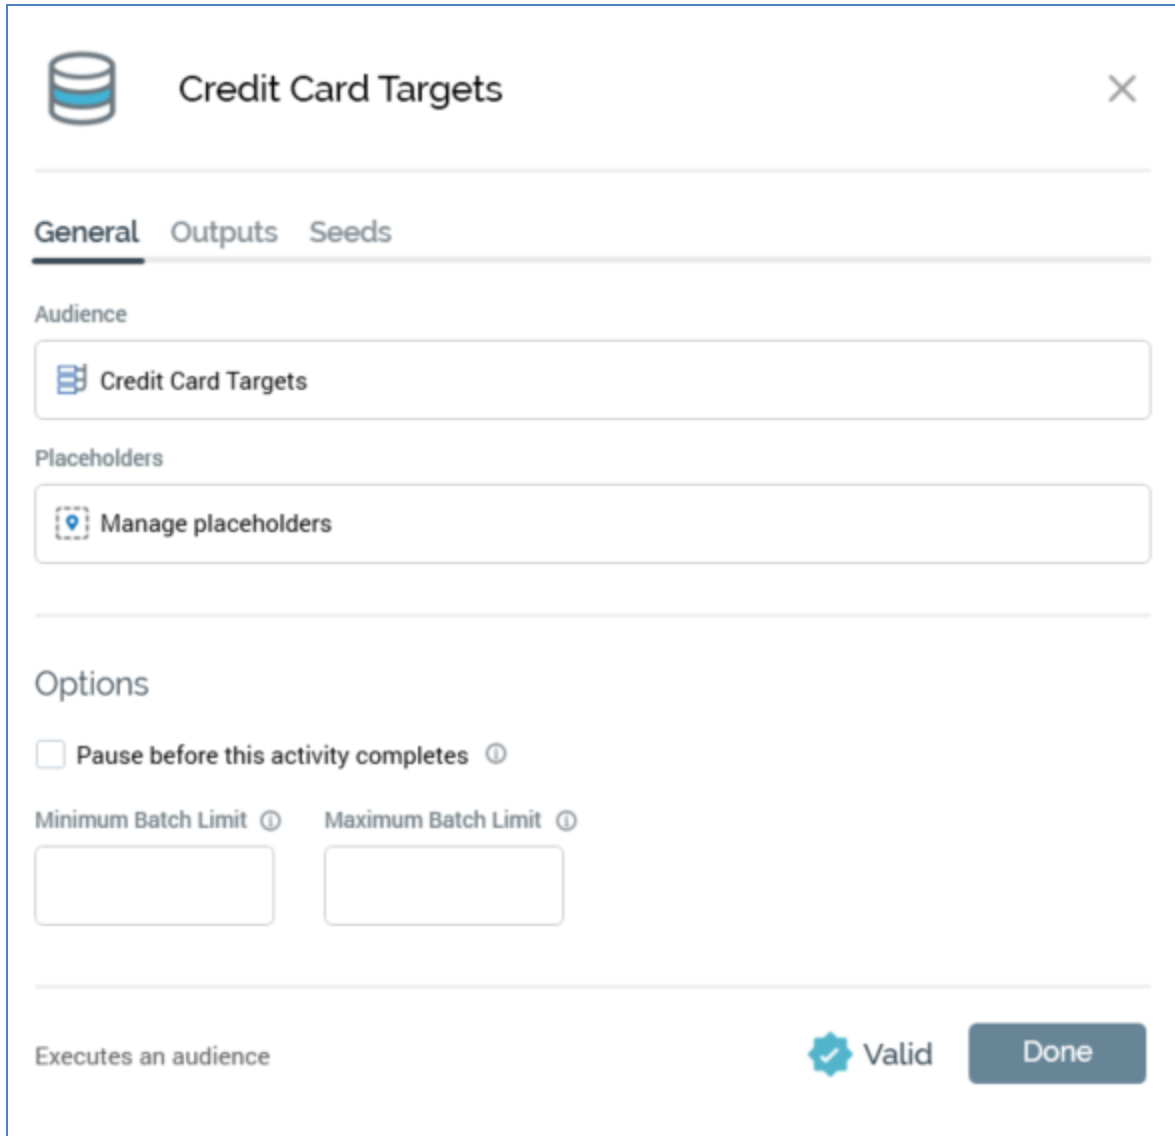 Credit Card Targets
General Outputs Seeds
Audience
Credit Card Targets
Placeholders
Manage placeholders
Options
Pause before this activity completes
Minimum Batch Limit Maximum Batch Limit
Executes an audience Valid Done